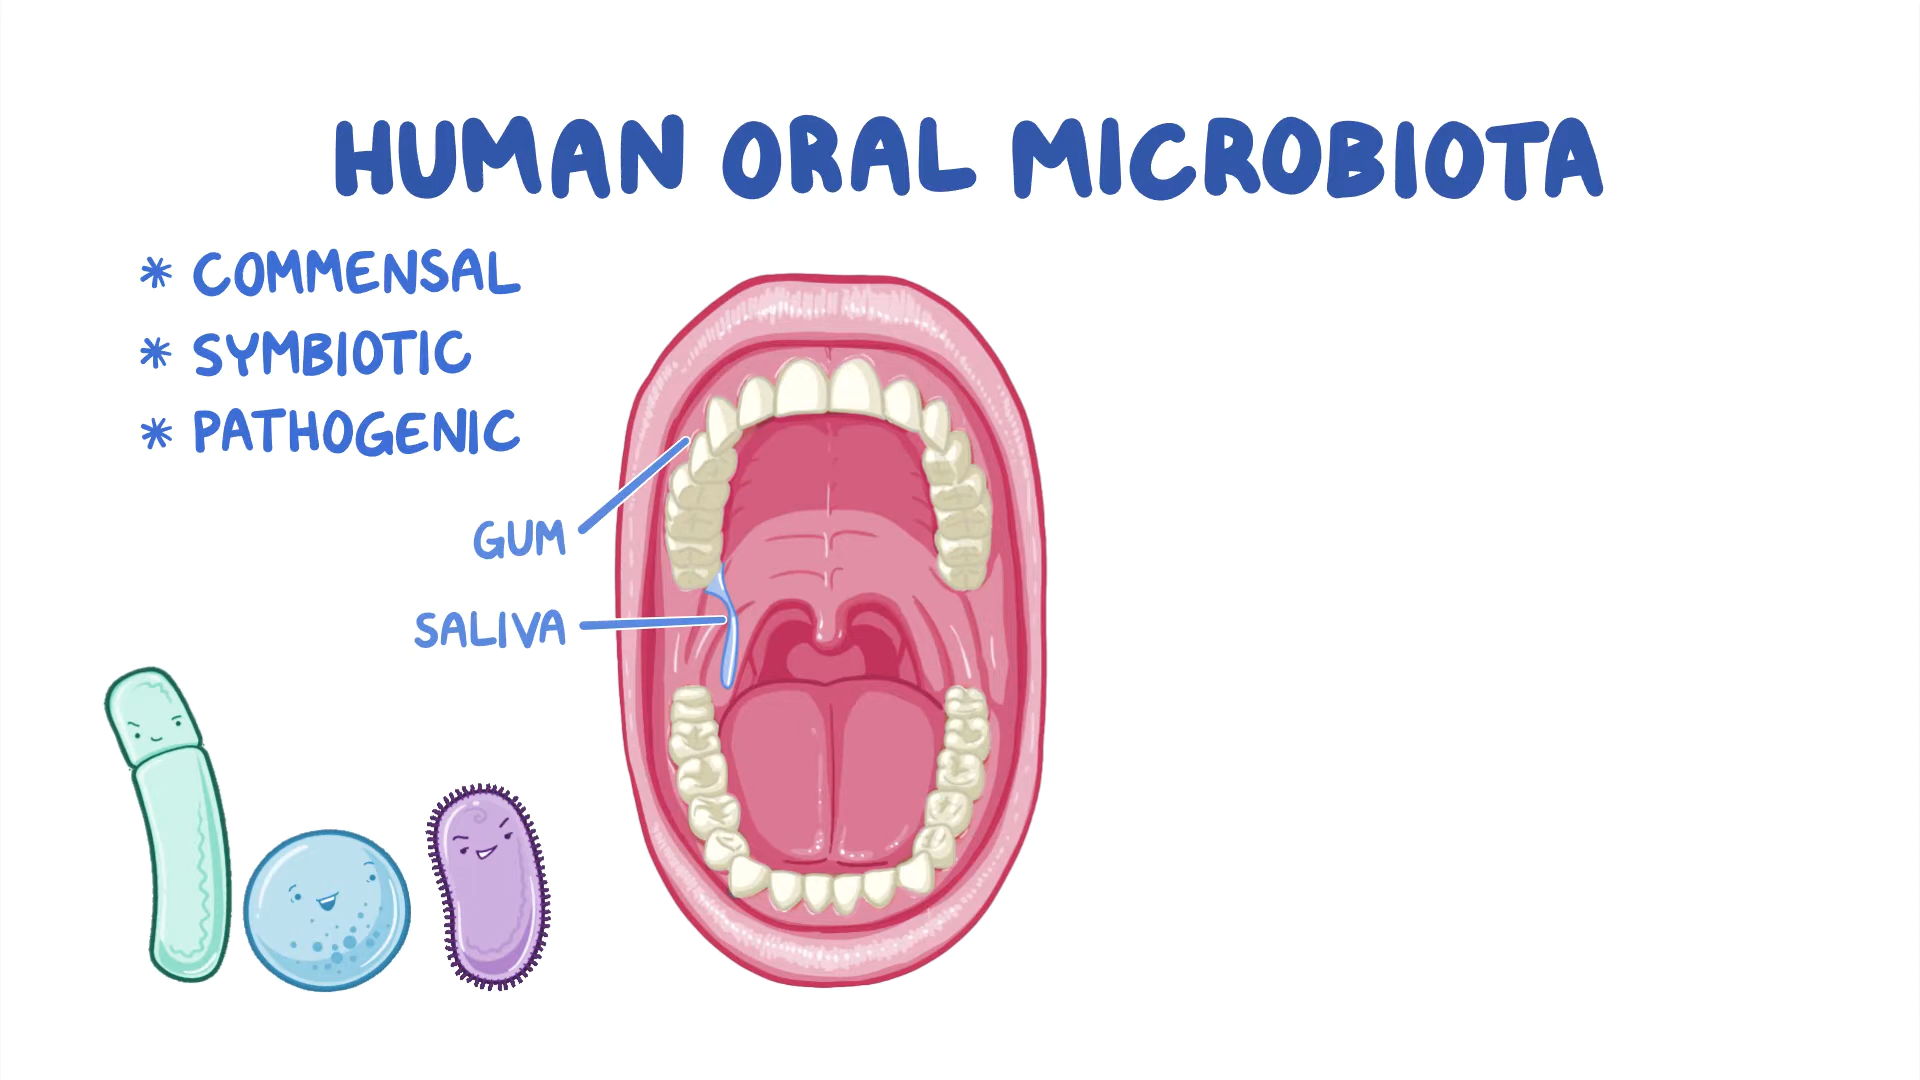 HUMAN ORAL MICROBIOTA
* COMMENSAL
* SYMBIOTIC
* PATHOGENIC
GUM
SALIVA